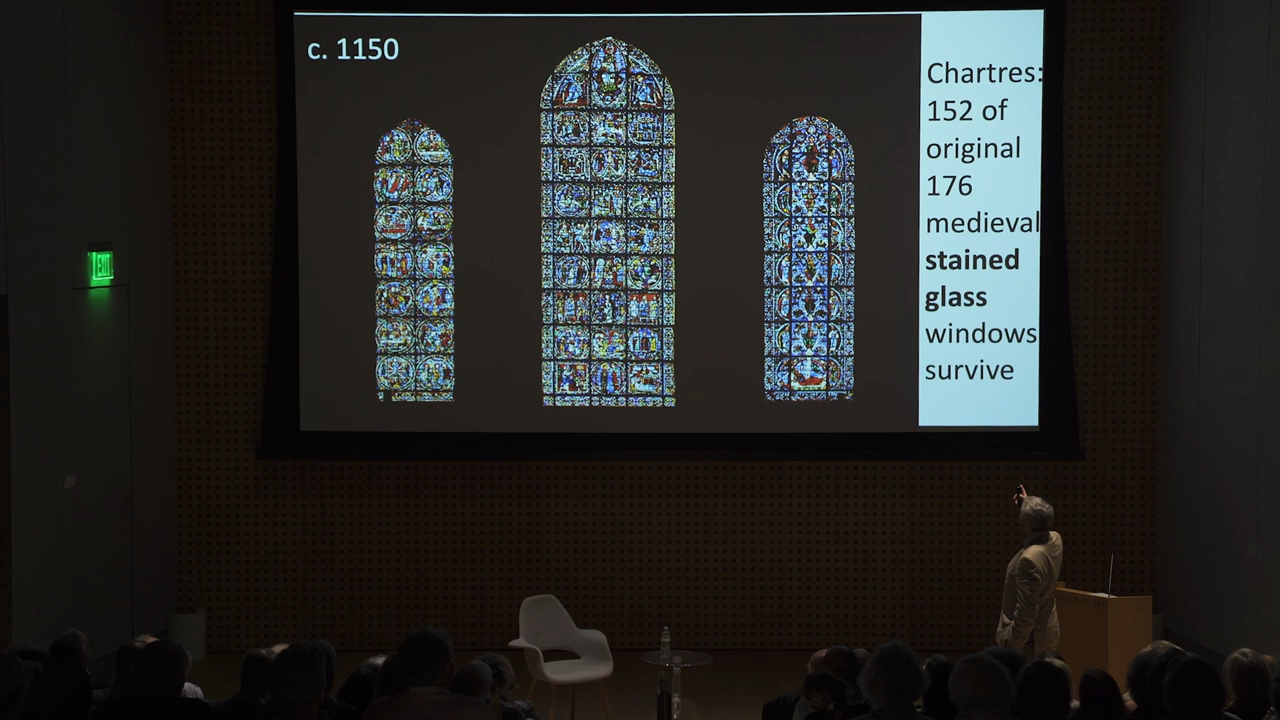 c. 1150
Chartres:
152 of
original
176
medieval
stained
glass
windows
survive
EXIT